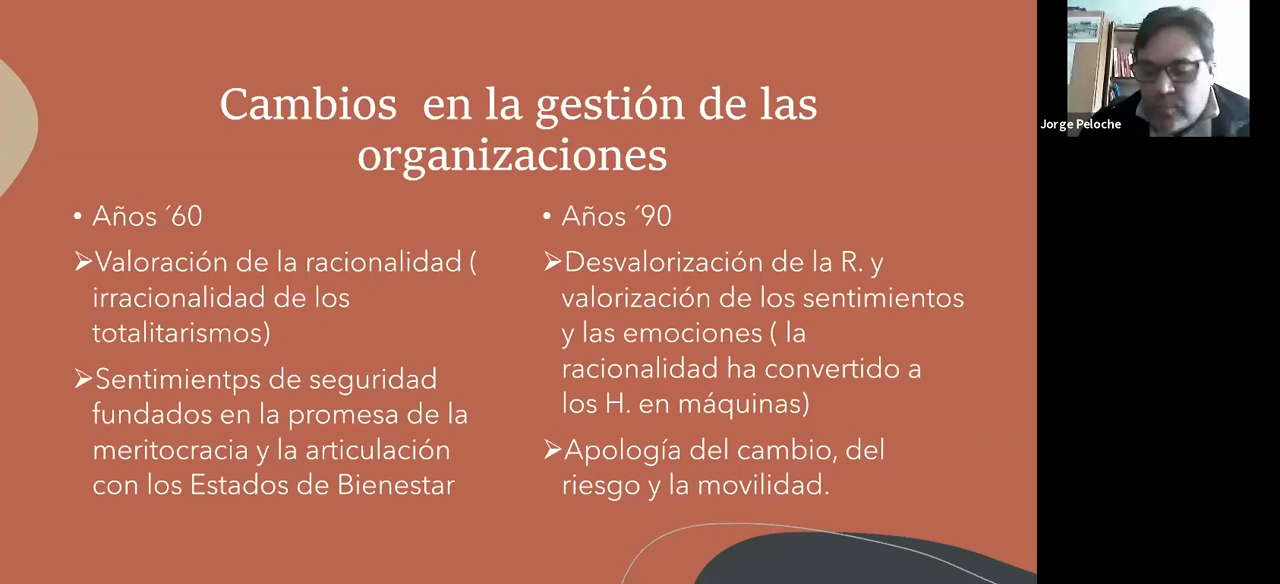 Cambios en la gestión de las
organizaciones
• Años ´60
➢Valoración de la racionalidad (
irracionalidad de los
totalitarismos)
➢Sentimientps de seguridad
fundados en la promesa de la
meritocracia y la articulación
con los Estados de Bienestar
• Años ´90
➢Desvalorización de la R. y
valorización de los sentimientos
y las emociones ( la
racionalidad ha convertido a
los H. en máquinas)
➢Apología del cambio, del
riesgo y la movilidad.
Jorge Peloche